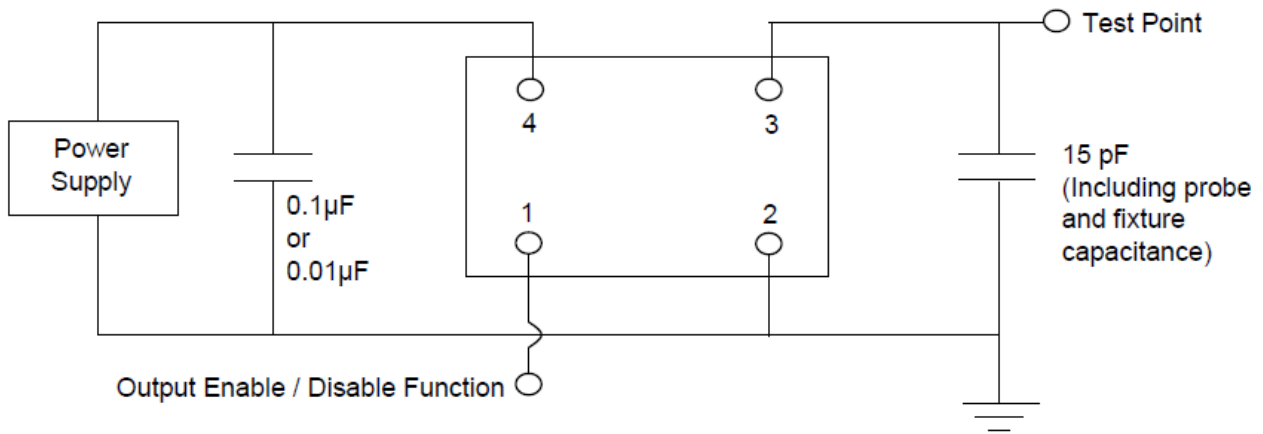 Test Point
Power
Supply
4
3
0.1µF
or
0.01µF
1
2
15 pF
(Including probe
and fixture
capacitance)
Output Enable / Disable Function